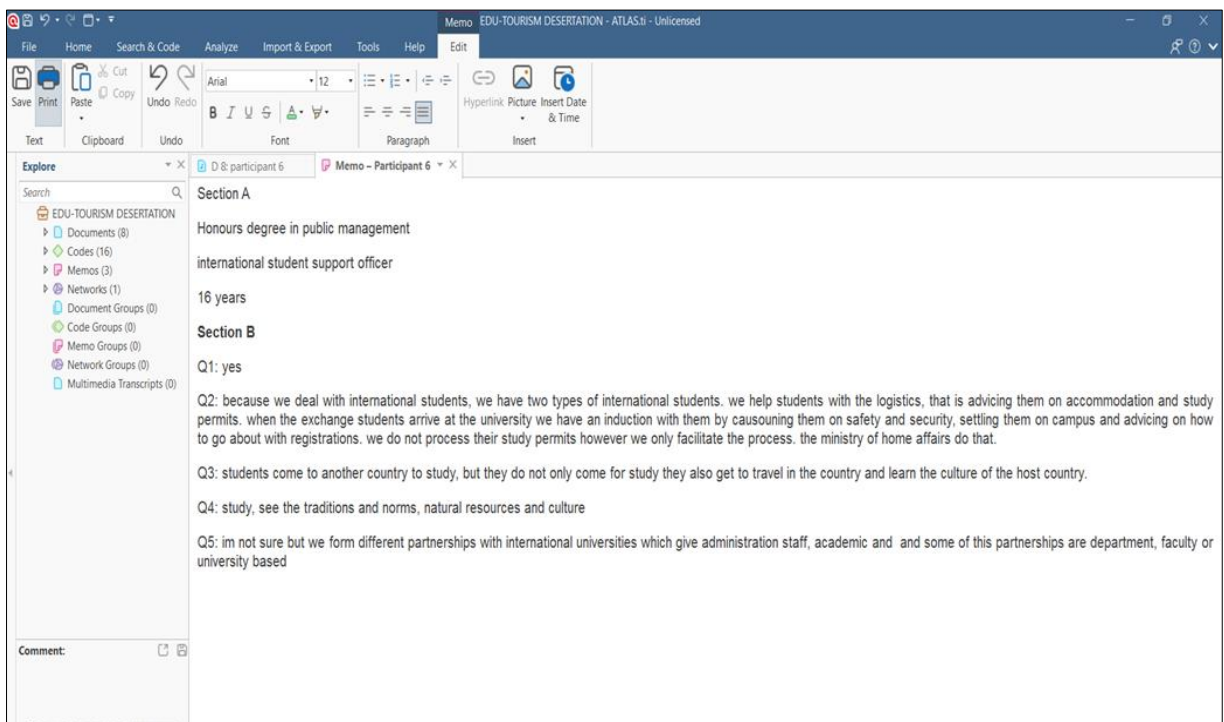 Memo EDU-TOURISM DESERTATION - ATLAS.ti - Unlicensed
File Home Search & Code Analyze Import & Export Tools Help Edit
Save Print Paste Cut Copy Undo Redo Arial 12 Hyperlink Picture Insert Date & Time
Text Clipboard Undo Font Paragraph Insert
Explore
Search
EDU-TOURISM DESERTATION
Documents (8)
Codes (16)
Memos (3)
Networks (1)
Document Groups (0)
Code Groups (0)
Memo Groups (0)
Network Groups (0)
Multimedia Transcripts (0)
Comment:
D 8: participant 6 Memo – Participant 6
Section A
Honours degree in public management
international student support officer
16 years
Section B
Q1: yes
Q2: because we deal with international students, we have two types of international students. we help students with the logistics, that is advicing them on accommodation and study
permits. when the exchange students arrive at the university we have an induction with them by causouning them on safety and security, settling them on campus and advicing on how
to go about with registrations. we do not process their study permits however we only facilitate the process. the ministry of home affairs do that.
Q3: students come to another country to study, but they do not only come for study they also get to travel in the country and learn the culture of the host country.
Q4: study, see the traditions and norms, natural resources and culture
Q5: im not sure but we form different partnerships with international universities which give administration staff, academic and and some of this partnerships are department, faculty or
university based